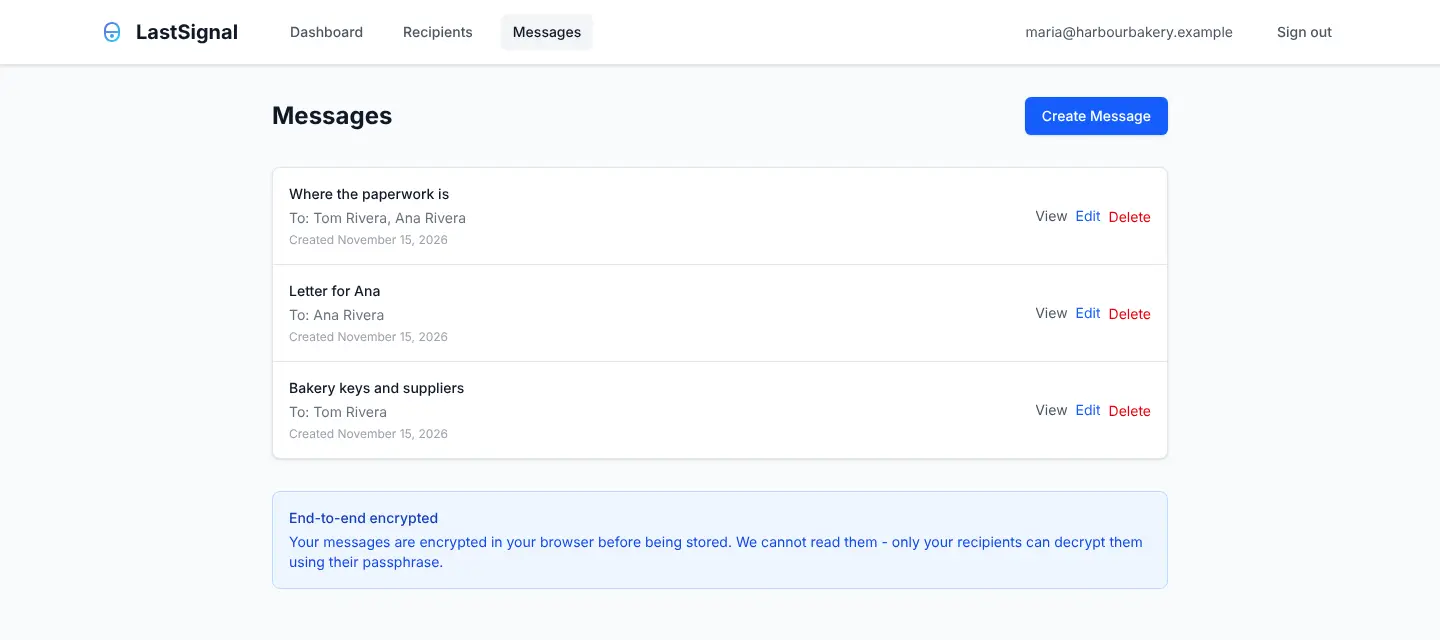 LastSignal Dashboard Recipients Messages maria@harbourbakery.example Sign out
Messages Create Message
Where the paperwork is
To: Tom Rivera, Ana Rivera
Created November 15, 2026
View Edit Delete
Letter for Ana
To: Ana Rivera
Created November 15, 2026
View Edit Delete
Bakery keys and suppliers
To: Tom Rivera
Created November 15, 2026
View Edit Delete
End-to-end encrypted
Your messages are encrypted in your browser before being stored. We cannot read them - only your recipients can decrypt them
using their passphrase.